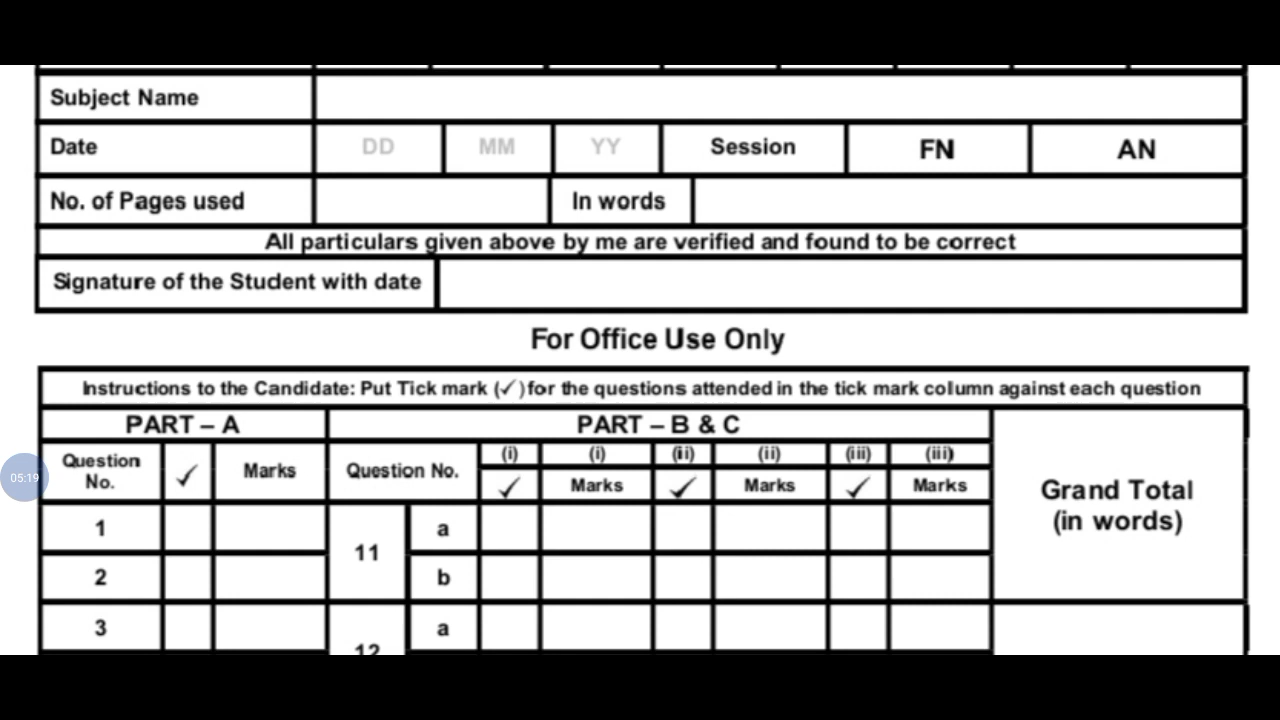 Subject Name
Date DD MM YY Session FN AN
No. of Pages used In words
All particulars given above by me are verified and found to be correct
Signature of the Student with date
For Office Use Only
Instructions to the Candidate: Put Tick mark (✓) for the questions attended in the tick mark column against each question
PART – A PART – B & C
Question No. ✓ Marks Question No. (i) (i) (ii) (ii) (iii) (iii)
✓ Marks ✓ Marks ✓ Marks
Grand Total
(in words)
05:19
1 11 a
2 b
3 12 a